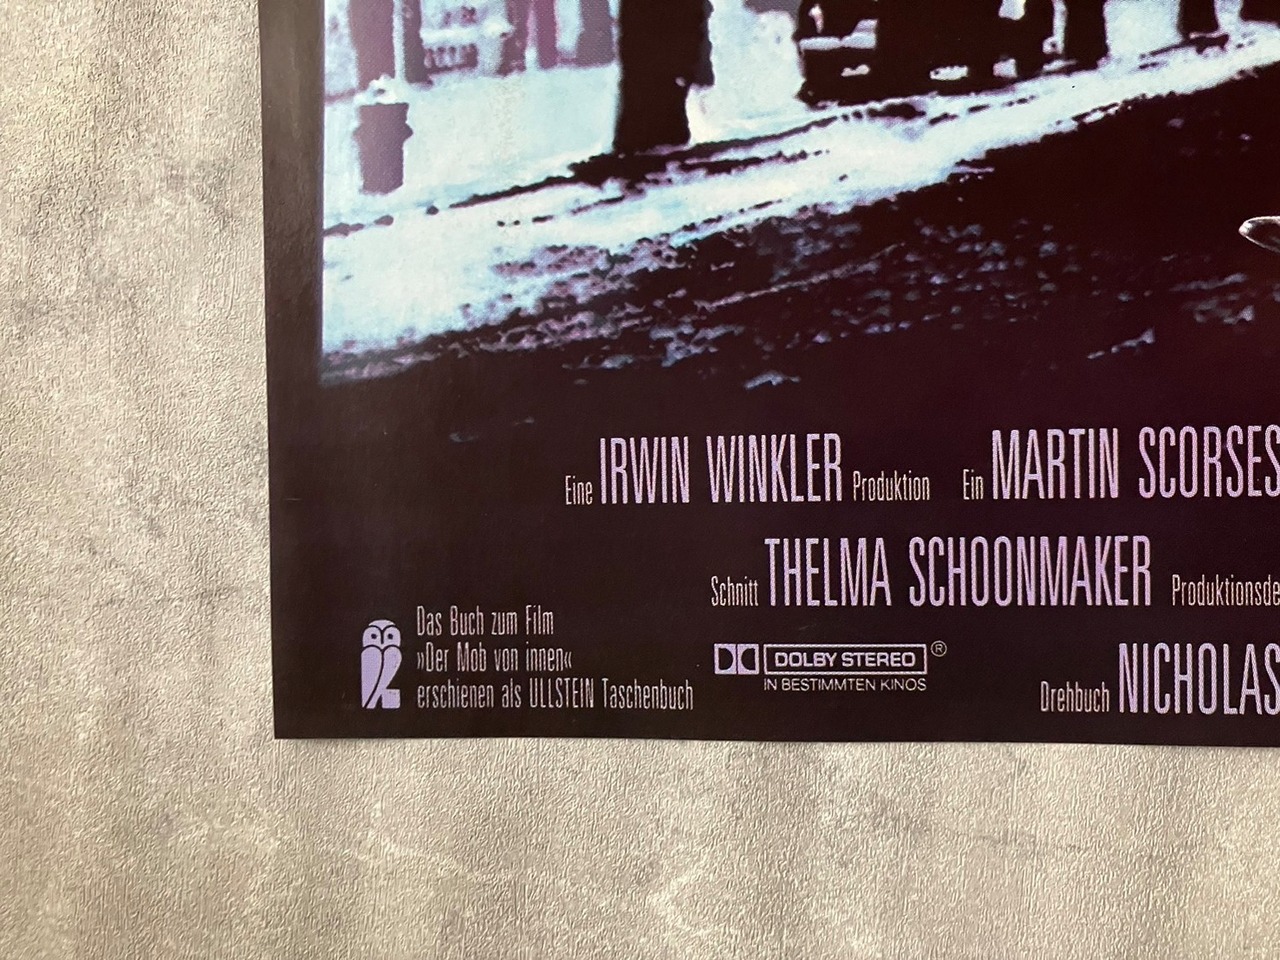 Eine IRWIN WINKLER Produktion Ein MARTIN SCORSES
Schnitt THELMA SCHOONMAKER Produktionsde
Das Buch zum Film
»Der Mob von innen«
erschienen als ULLSTEIN Taschenbuch
DOLBY STEREO ®
IN BESTIMMTEN KINOS
Drehbuch NICHOLAS